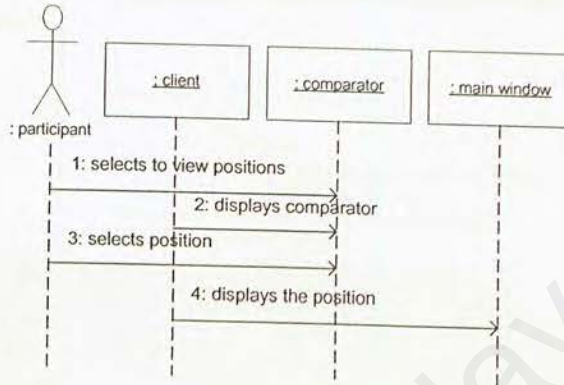 : client
: comparator
: main window
: participant
1: selects to view positions
2: displays comparator
3: selects position
4: displays the position